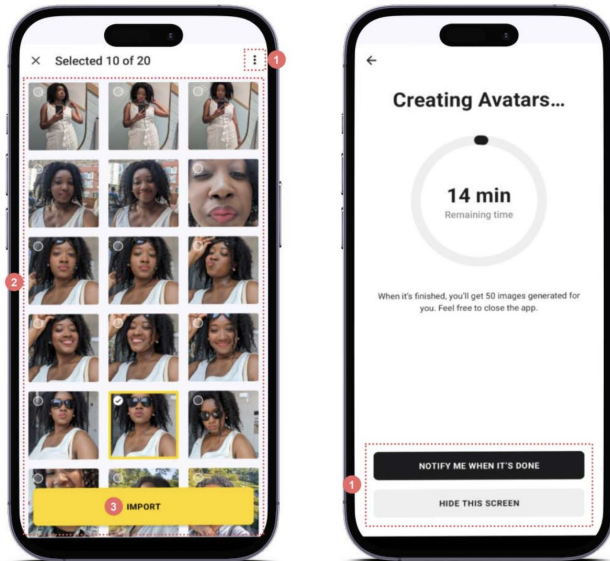 Selected 10 of 20
1
2
3 IMPORT
Creating Avatars...
14 min
Remaining time
When it's finished, you'll get 50 images generated for
you. Feel free to close the app.
1
NOTIFY ME WHEN IT'S DONE
HIDE THIS SCREEN